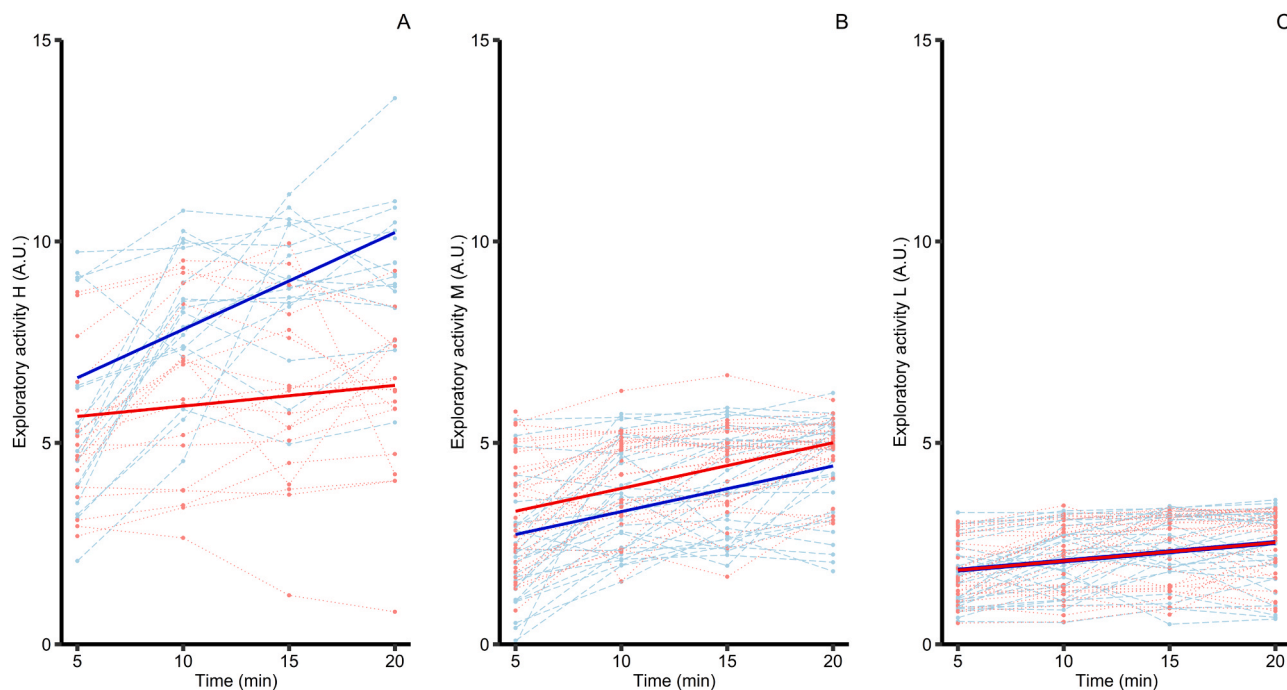 A
15
10
5
0
Exploratory activity H (A.U.)
5 10 15 20
Time (min)
B
15
10
5
0
Exploratory activity M (A.U.)
5 10 15 20
Time (min)
C
15
10
5
0
Exploratory activity L (A.U.)
5 10 15 20
Time (min)